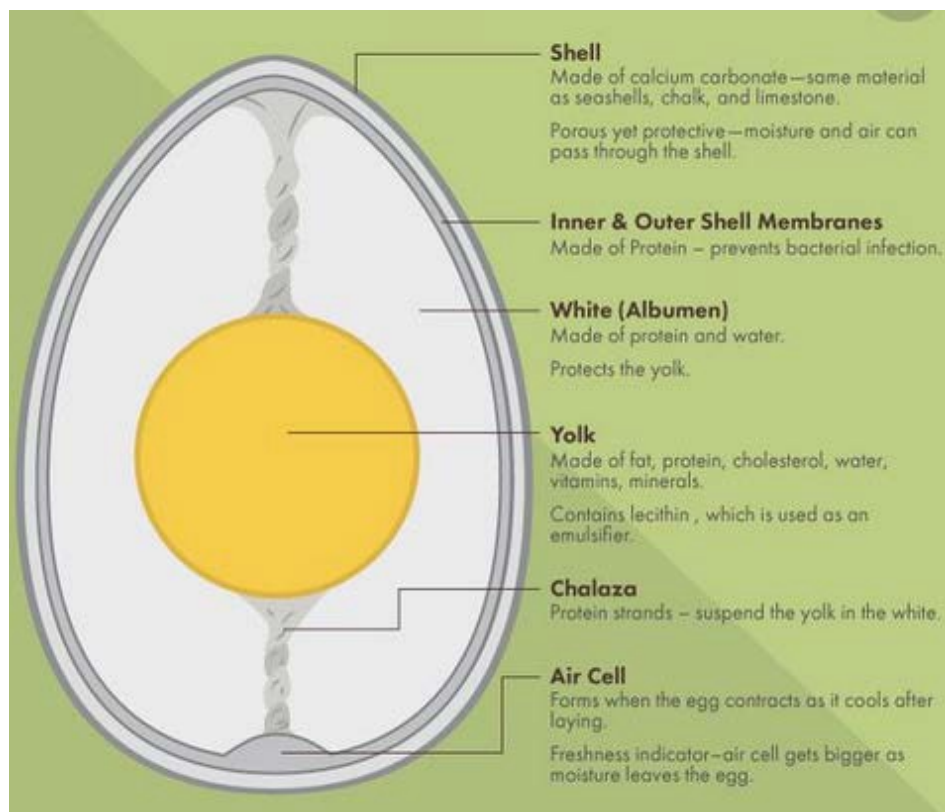 Shell
Made of calcium carbonate—same material
as seashells, chalk, and limestone.
Porous yet protective—moisture and air can
pass through the shell.
Inner & Outer Shell Membranes
Made of Protein – prevents bacterial infection.
White (Albumen)
Made of protein and water.
Protects the yolk.
Yolk
Made of fat, protein, cholesterol, water,
vitamins, minerals.
Contains lecithin , which is used as an
emulsifier.
Chalaza
Protein strands – suspend the yolk in the white.
Air Cell
Forms when the egg contracts as it cools after
laying.
Freshness indicator–air cell gets bigger as
moisture leaves the egg.